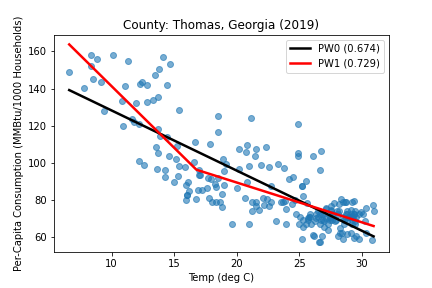 County: Thomas, Georgia (2019)
PW0 (0.674)
PW1 (0.729)
Per-Capita Consumption (MMBtu/1000 Households)
160
140
120
100
80
60
10 15 20 25 30
Temp (deg C)